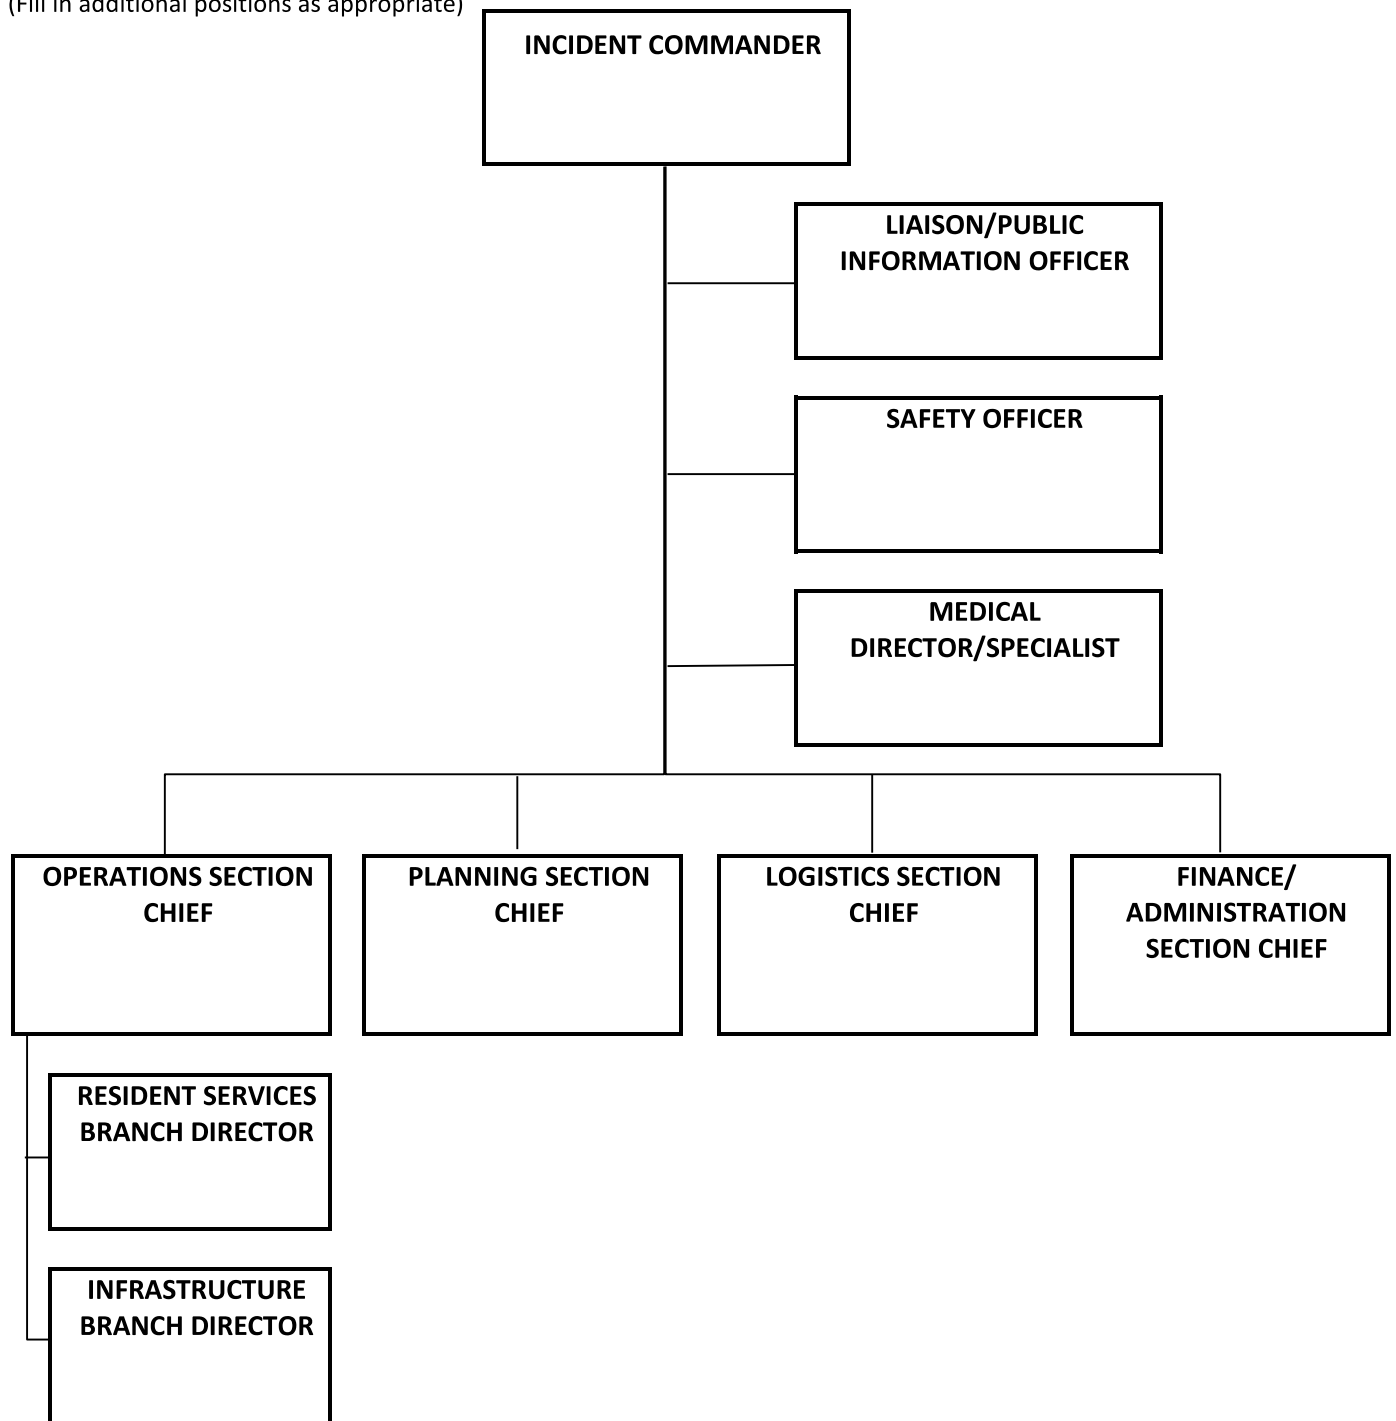 (Fill in additional positions as appropriate)
INCIDENT COMMANDER
LIAISON/PUBLIC
INFORMATION OFFICER
SAFETY OFFICER
MEDICAL
DIRECTOR/SPECIALIST
OPERATIONS SECTION
CHIEF
PLANNING SECTION
CHIEF
LOGISTICS SECTION
CHIEF
FINANCE/
ADMINISTRATION
SECTION CHIEF
RESIDENT SERVICES
BRANCH DIRECTOR
INFRASTRUCTURE
BRANCH DIRECTOR